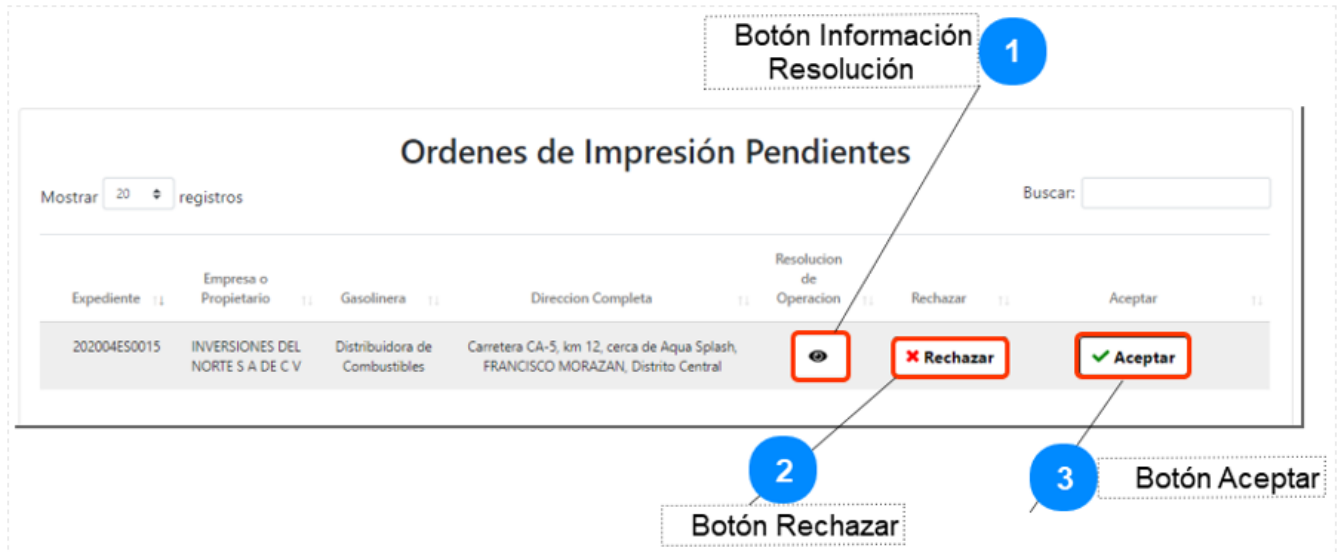 Botón Información
Resolución
1
Ordenes de Impresión Pendientes
Mostrar 20 registros
Buscar:
Expediente
Empresa o
Propietario
Gasolinera
Direccion Completa
Resolucion
de
Operacion
Rechazar
Aceptar
202004ES0015
INVERSIONES DEL
NORTE S A DE C V
Distribuidora de
Combustibles
Carretera CA-5, km 12, cerca de Aqua Splash,
FRANCISCO MORAZAN, Distrito Central
Rechazar
Aceptar
2
Botón Rechazar
3
Botón Aceptar